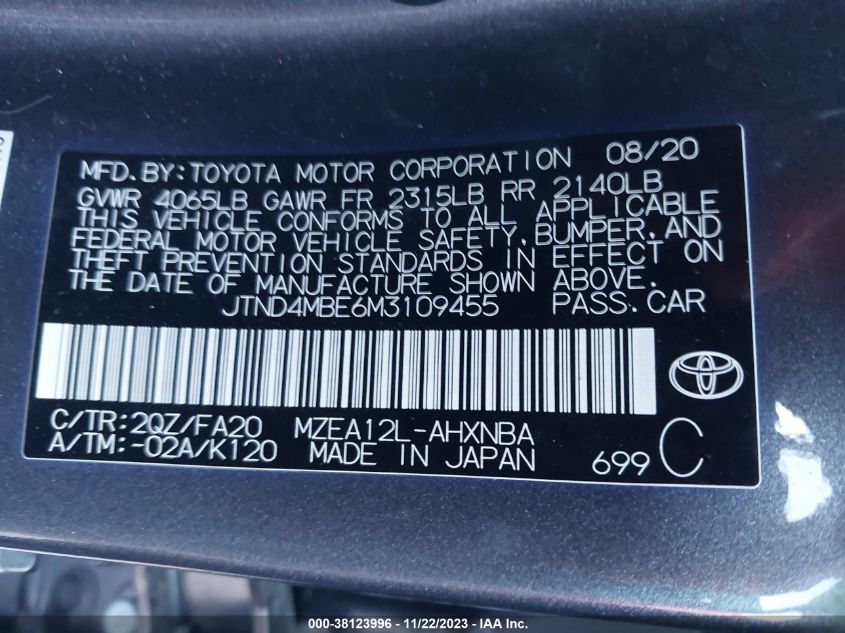 MFD.BY:TOYOTA MOTOR CORPORATION 08/20
GVWR 4065LB GAWR FR 2315LB RR 2140LB
THIS VEHICLE CONFORMS TO ALL APPLICABLE
FEDERAL MOTOR VEHICLE SAFETY,BUMPER,AND
THEFT PREVENTION STANDARDS IN EFFECT ON
THE DATE OF MANUFACTURE SHOWN ABOVE.
JTND4MBE6M3109455 PASS.CAR
C/TR:2QZ/FA20 MZEA12L-AHXNBA
A/TM:-02A/K120 MADE IN JAPAN 699 C
000-38123996 - 11/22/2023 - IAA Inc.